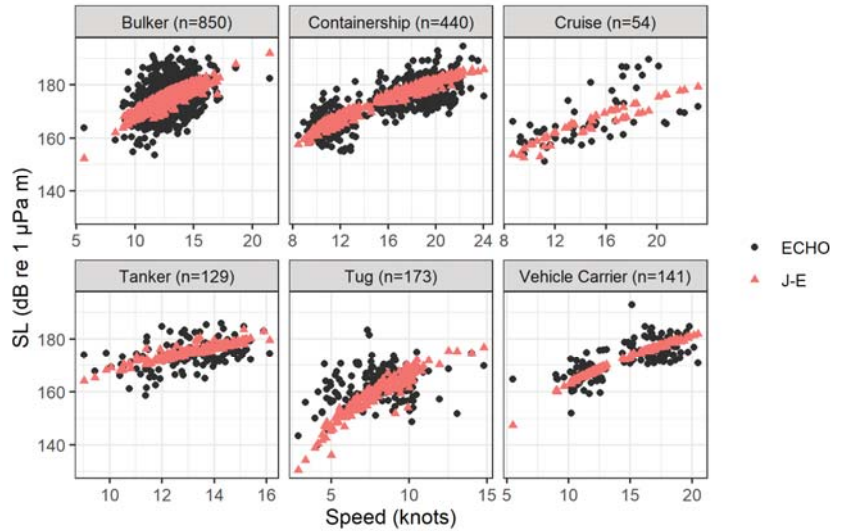 Bulker (n=850) Containership (n=440) Cruise (n=54)
180
160
140
5 10 15 20 8 12 16 20 24 8 12 16 20
Tanker (n=129) Tug (n=173) Vehicle Carrier (n=141)
180
160
140
10 12 14 16 5 10 15 5 10 15 20
SL (dB re 1 μPa m)
Speed (knots)
ECHO
J-E